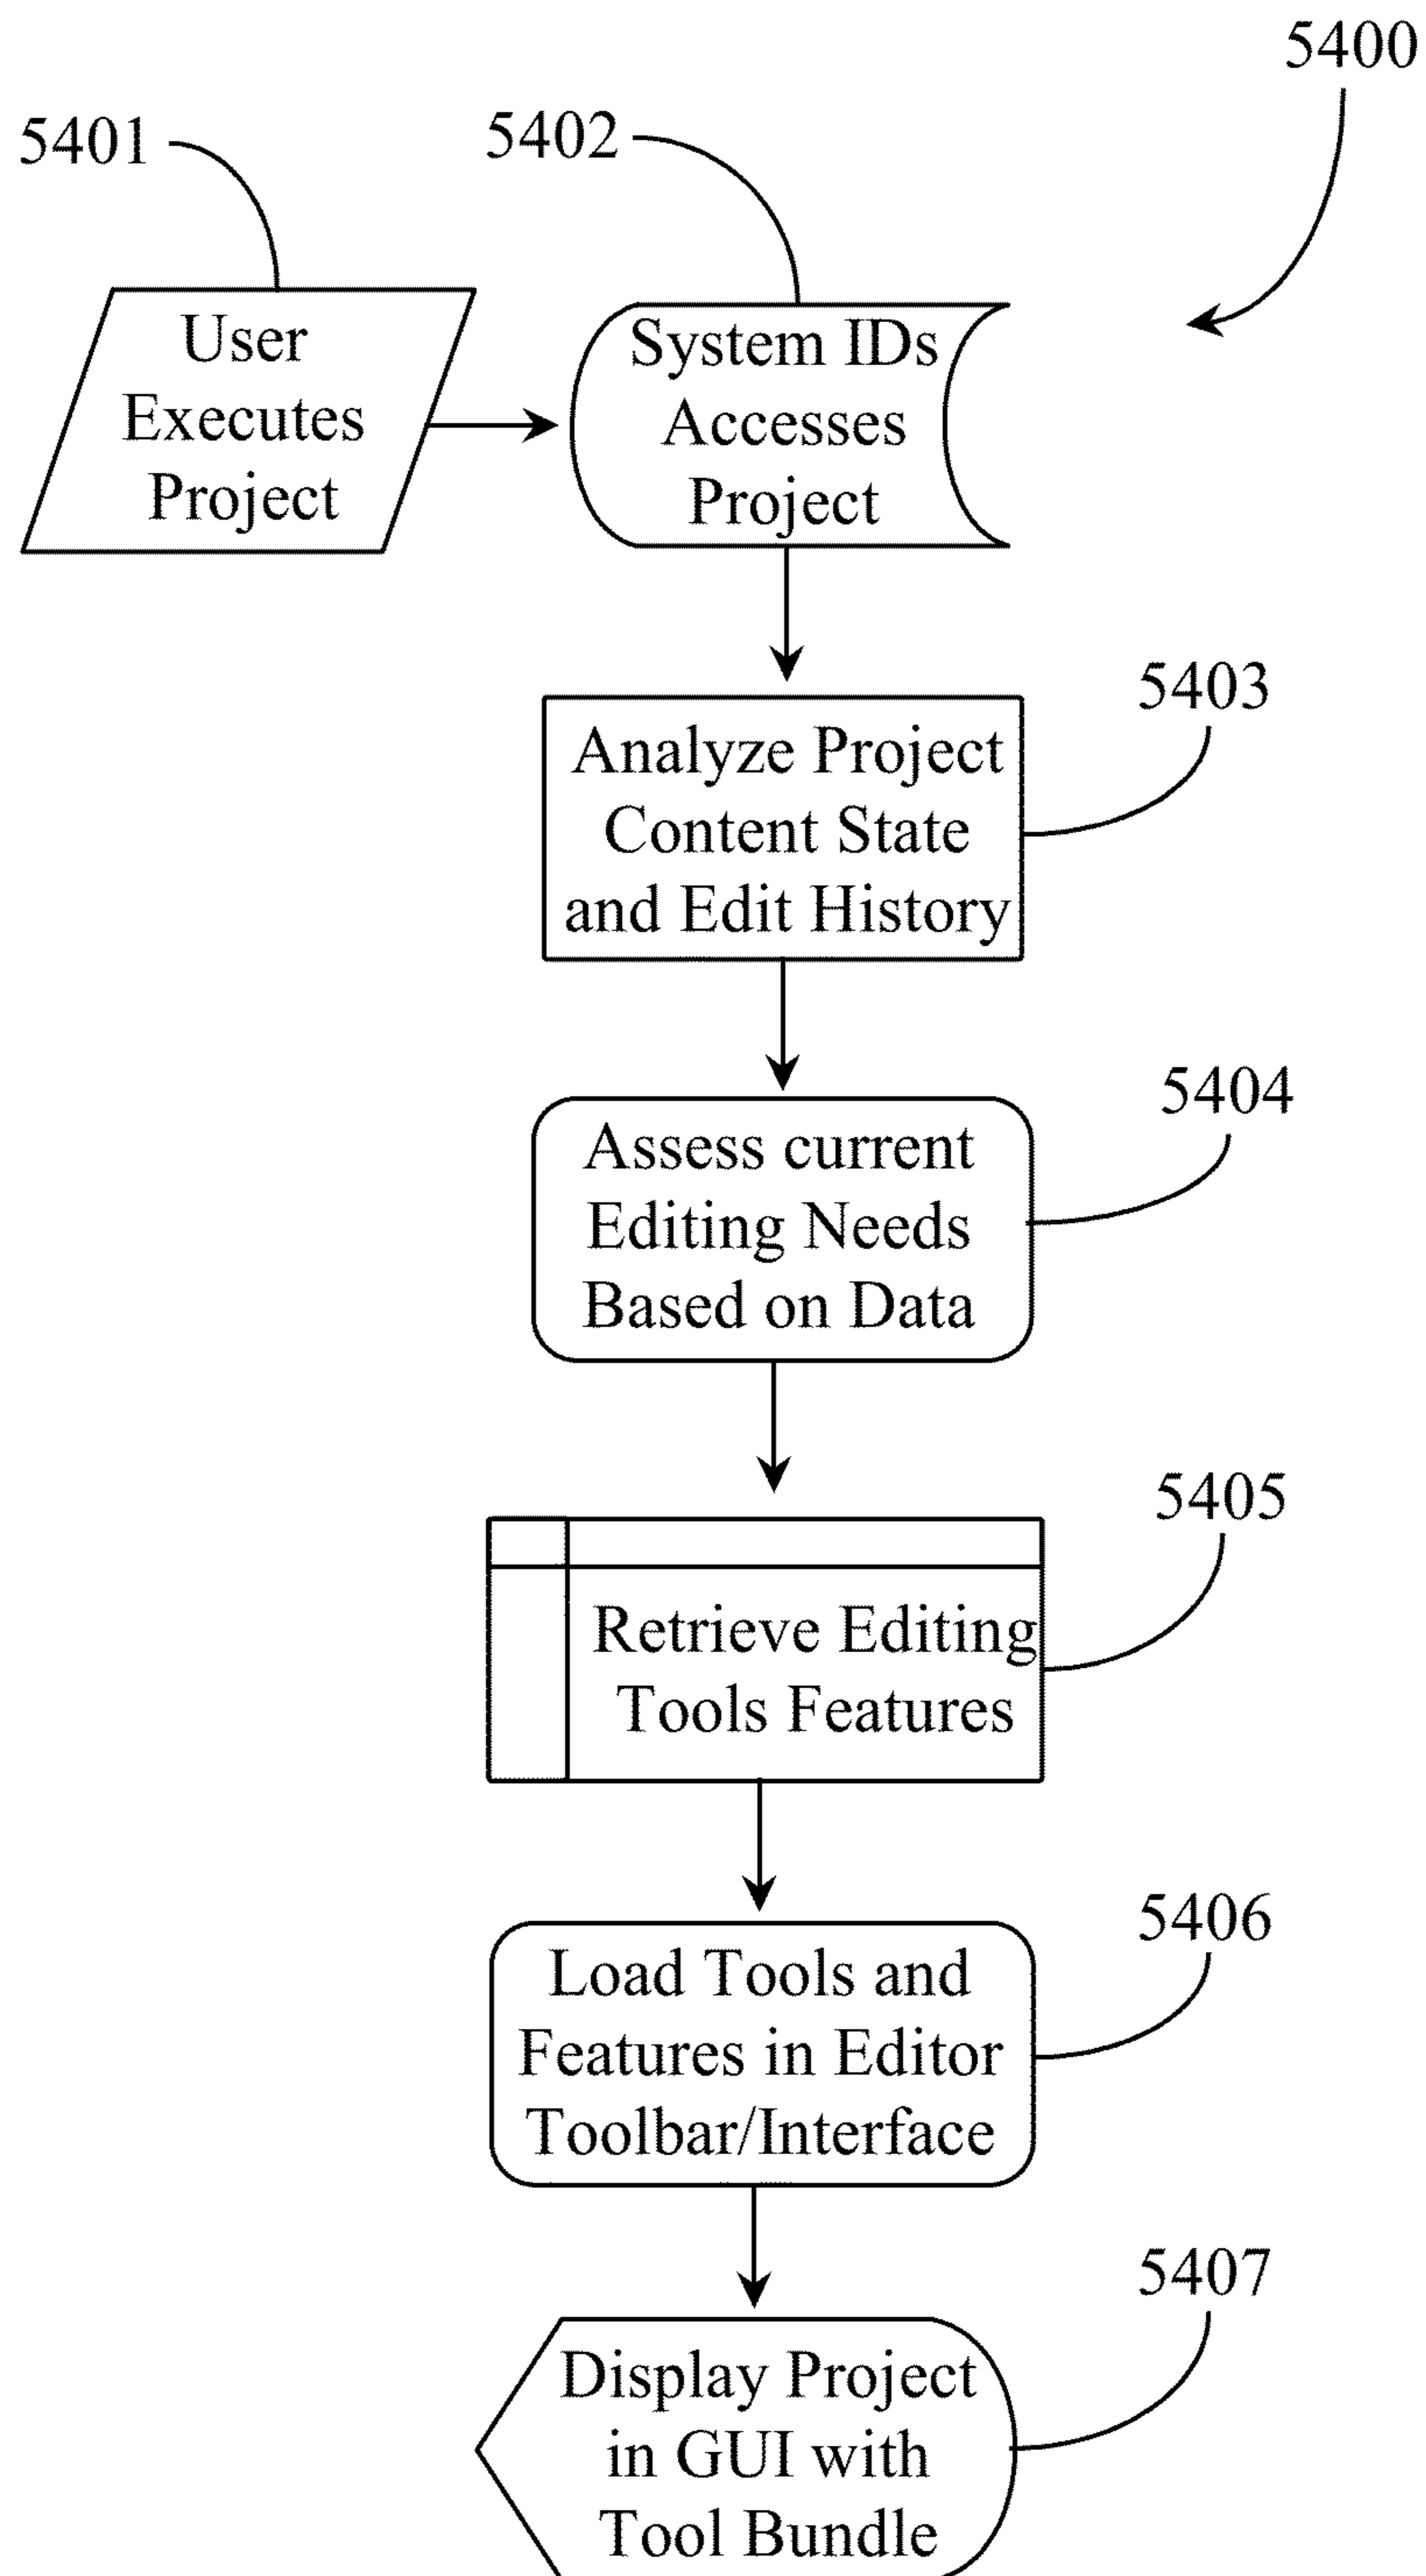 5400
5401
5402
User
Executes
Project
System IDs
Accesses
Project
5403
Analyze Project
Content State
and Edit History
5404
Assess current
Editing Needs
Based on Data
5405
Retrieve Editing
Tools Features
5406
Load Tools and
Features in Editor
Toolbar/Interface
5407
Display Project
in GUI with
Tool Bundle